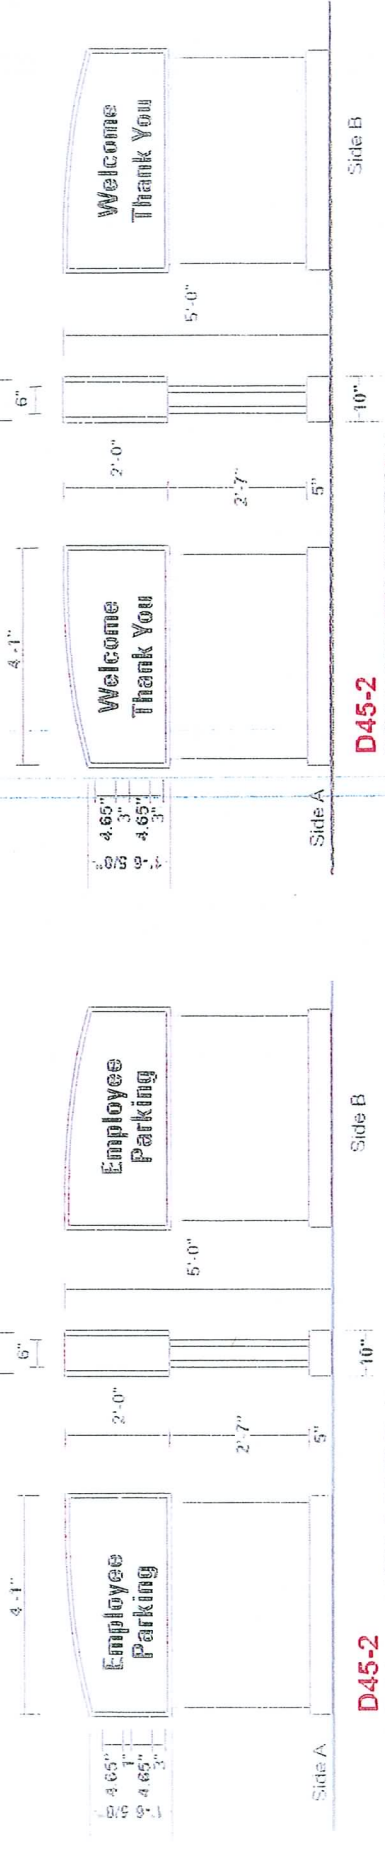 4'-1"
6"
Employee
Parking
Employee
Parking
4.65"
1"
4.65"
3"
1'-6 5/8"
2'-0"
2'-7"
5"
5'-0"
10"
Side A
Side B
D45-2
4'-1"
6"
Welcome
Thank You
Welcome
Thank You
4.65"
3"
4.65"
3"
1'-6 5/8"
2'-0"
2'-7"
5"
5'-0"
10"
Side A
Side B
D45-2